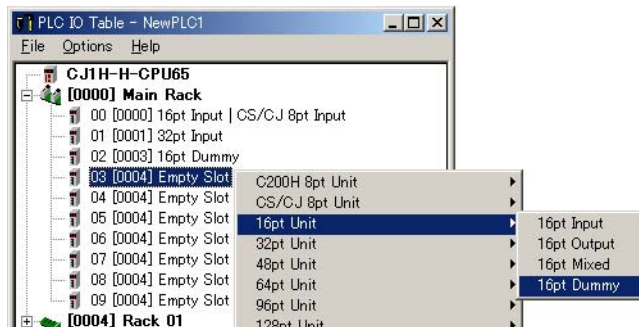 PLC IO Table - NewPLC1
File Options Help
CJ1H-H-CPU65
[0000] Main Rack
00 [0000] 16pt Input | CS/CJ 8pt Input
01 [0001] 32pt Input
02 [0003] 16pt Dummy
03 [0004] Empty Slot
04 [0004] Empty Slot
05 [0004] Empty Slot
06 [0004] Empty Slot
07 [0004] Empty Slot
08 [0004] Empty Slot
09 [0004] Empty Slot
[0004] Rack 01
C200H 8pt Unit
CS/CJ 8pt Unit
16pt Unit
32pt Unit
48pt Unit
64pt Unit
96pt Unit
128pt Unit
16pt Input
16pt Output
16pt Mixed
16pt Dummy